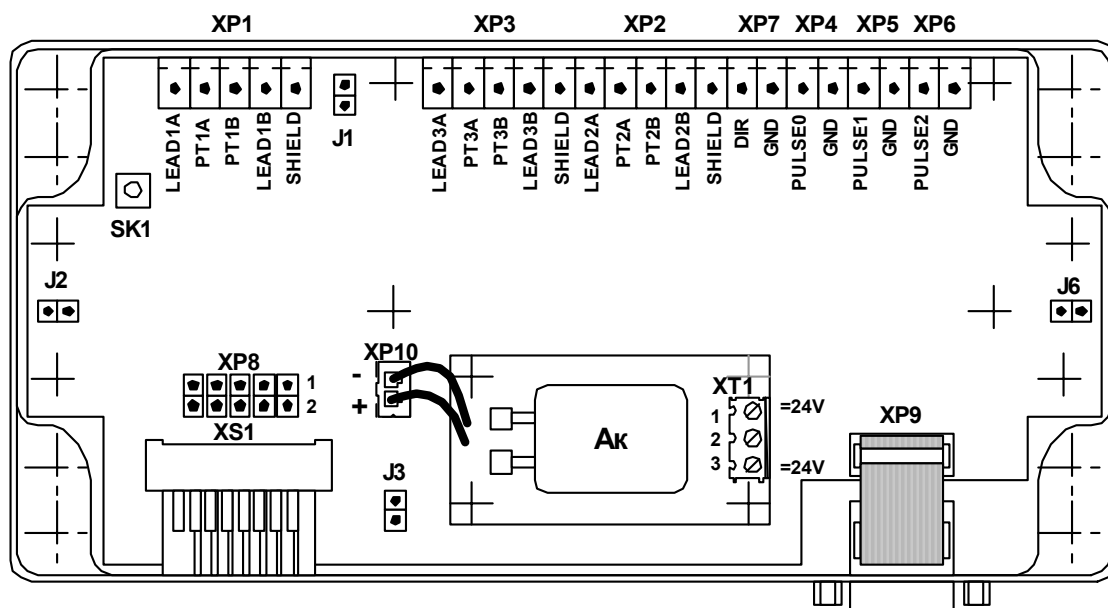 XP1 XP3 XP2 XP7 XP4 XP5 XP6
LEAD1A
PT1A
PT1B
LEAD1B
SHIELD
J1
LEAD3A
PT3A
PT3B
LEAD3B
SHIELD
LEAD2A
PT2A
PT2B
LEAD2B
SHIELD
DIR
GND
PULSE0
GND
PULSE1
GND
PULSE2
GND
SK1
J2
J6
XP8
1
2
XS1
XP10
-
+
J3
Ак
XT1
1
2
3
=24V
=24V
XP9